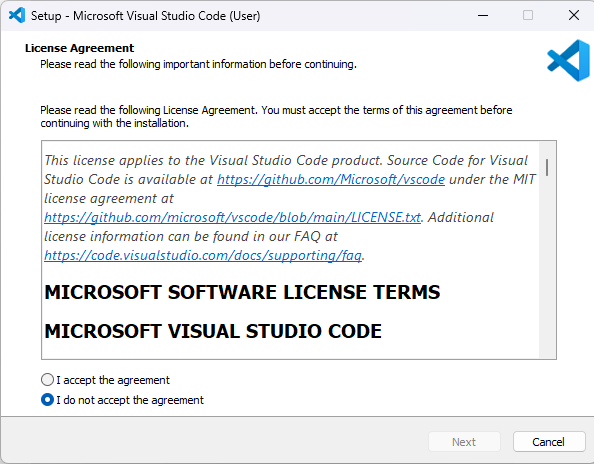 Setup - Microsoft Visual Studio Code (User)
License Agreement
Please read the following important information before continuing.
Please read the following License Agreement. You must accept the terms of this agreement before
continuing with the installation.
This license applies to the Visual Studio Code product. Source Code for Visual
Studio Code is available at https://github.com/Microsoft/vscode under the MIT
license agreement at
https://github.com/microsoft/vscode/blob/main/LICENSE.txt. Additional
license information can be found in our FAQ at
https://code.visualstudio.com/docs/supporting/faq.
MICROSOFT SOFTWARE LICENSE TERMS
MICROSOFT VISUAL STUDIO CODE
I accept the agreement
I do not accept the agreement
Next
Cancel